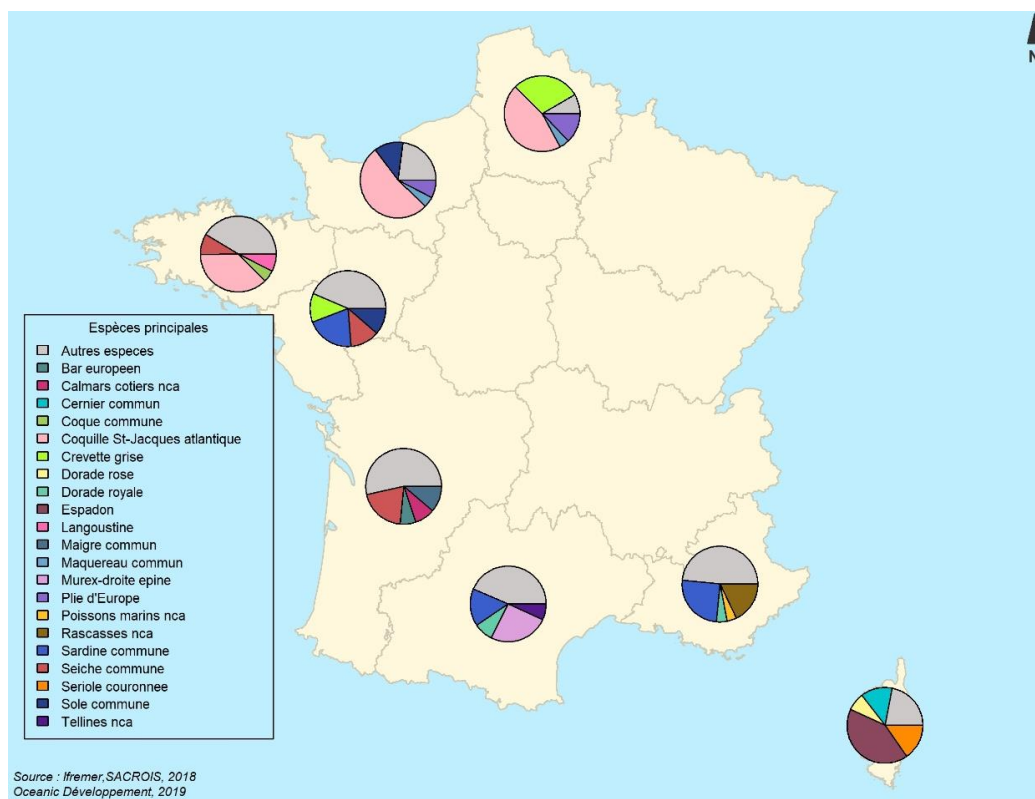 N
Espèces principales
Autres especes
Bar europeen
Calmars cotiers nca
Cernier commun
Coque commune
Coquille St-Jacques atlantique
Crevette grise
Dorade rose
Dorade royale
Espadon
Langoustine
Maigre commun
Maquereau commun
Murex-droite epine
Plie d'Europe
Poissons marins nca
Rascasses nca
Sardine commune
Seiche commune
Seriole couronnee
Sole commune
Tellines nca
Source : Ifremer,SACROIS, 2018
Oceanic Développement, 2019